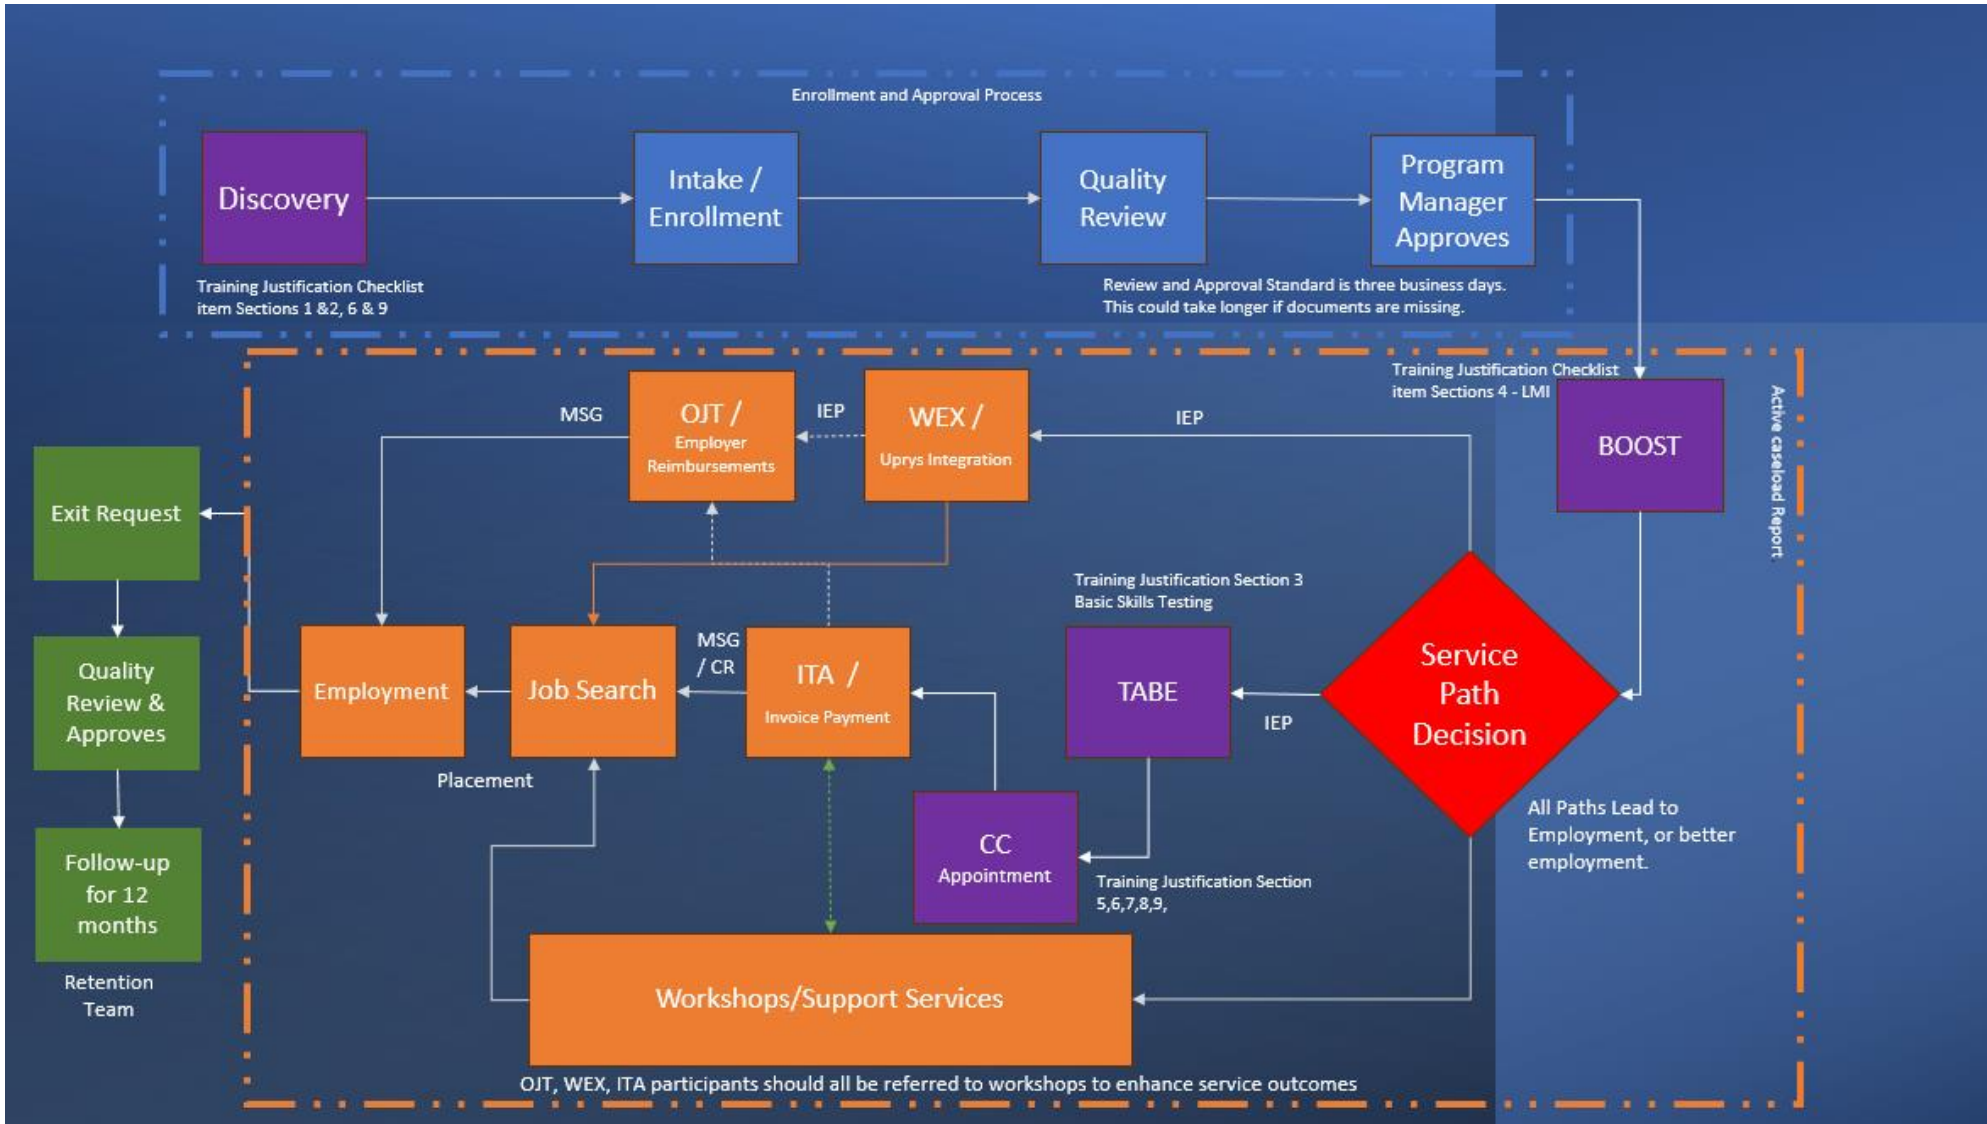 Enrollment and Approval Process
Discovery
Intake /
Enrollment
Quality
Review
Program
Manager
Approves
Training Justification Checklist
item Sections 1 &2, 6 & 9
Review and Approval Standard is three business days.
This could take longer if documents are missing.
Training Justification Checklist
item Sections 4 - LMI
Active caseload Report
BOOST
MSG
OJT /
Employer
Reimbursements
IEP
WEX /
Uprys Integration
IEP
Exit Request
Training Justification Section 3
Basic Skills Testing
Quality
Review &
Approves
Employment
Job Search
MSG
/ CR
ITA /
Invoice Payment
TABE
IEP
Service
Path
Decision
Placement
CC
Appointment
All Paths Lead to
Employment, or better
employment.
Training Justification Section
5,6,7,8,9,
Follow-up
for 12
months
Retention
Team
Workshops/Support Services
OJT, WEX, ITA participants should all be referred to workshops to enhance service outcomes